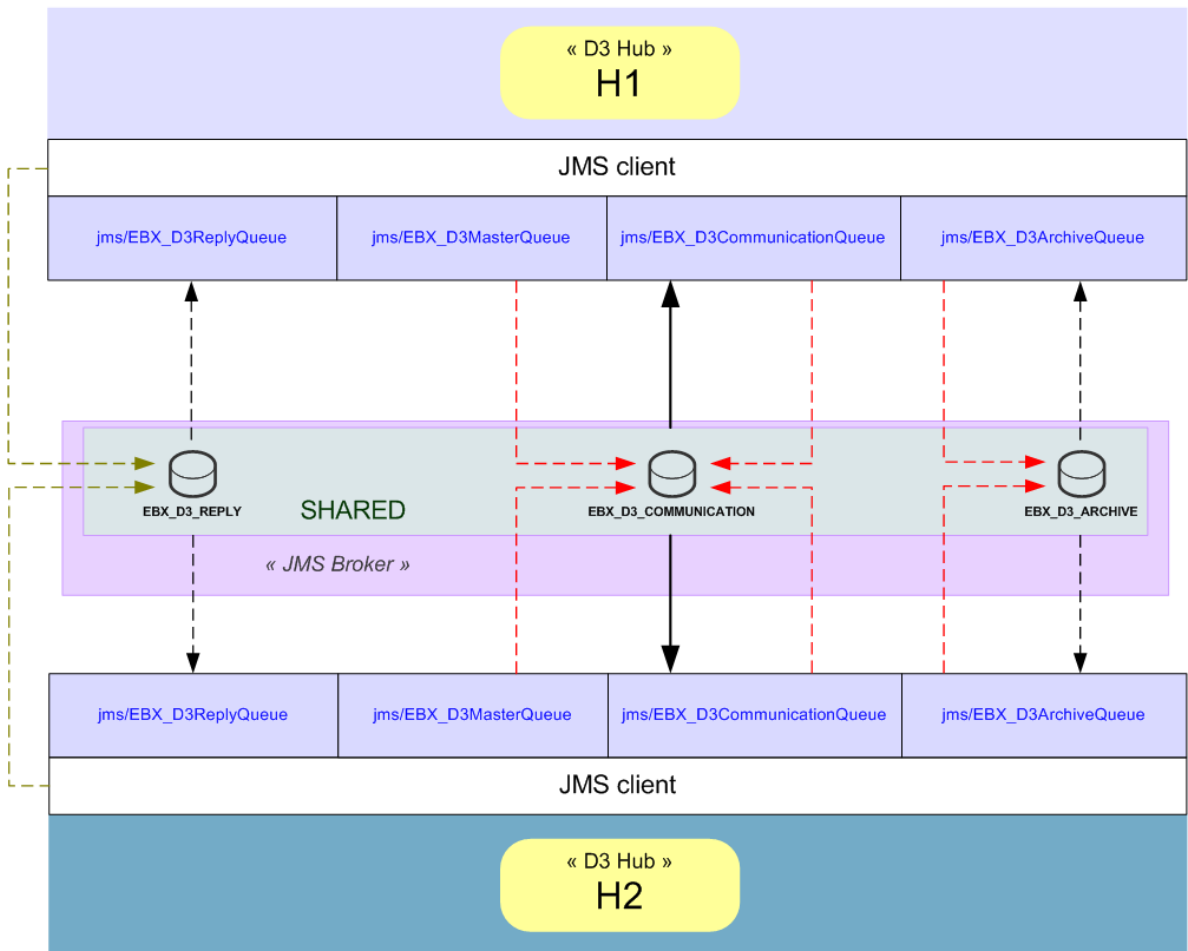 « D3 Hub »
H1
JMS client
jms/EBX_D3ReplyQueue
jms/EBX_D3MasterQueue
jms/EBX_D3CommunicationQueue
jms/EBX_D3ArchiveQueue
EBX_D3_REPLY
SHARED
EBX_D3_COMMUNICATION
EBX_D3_ARCHIVE
« JMS Broker »
jms/EBX_D3ReplyQueue
jms/EBX_D3MasterQueue
jms/EBX_D3CommunicationQueue
jms/EBX_D3ArchiveQueue
JMS client
« D3 Hub »
H2